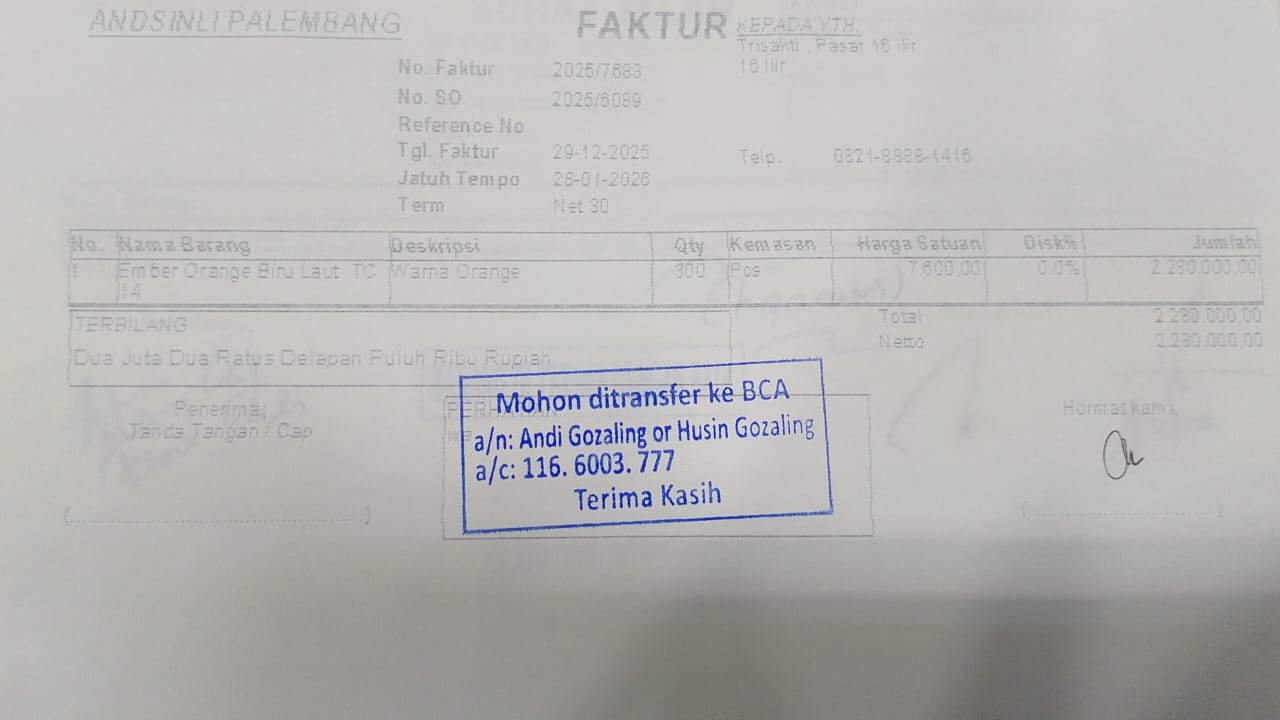 ANDSINLI PALEMBANG
FAKTUR
KEPADA YTH.
Trisakti , Pasar 16 ilir
16 Ilir
No. Faktur 2025/7683
No. SO 2025/6089
Reference No
Tgl. Faktur 29-12-2025
Telp. 0821-8888-1416
Jatuh Tempo 28-01-2026
Term Net 30
No. Nama Barang Deskripsi Qty Kemasan Harga Satuan Disk% Jumlah
1 Ember Orange Biru Laut TC Warna Orange 300 Pcs 7.600,00 0.0% 2.280.000,00
14
TERBILANG
Total 2.280.000,00
Netto 2.280.000,00
Dua Juta Dua Ratus Delapan Puluh Ribu Rupiah
Penerima,
Tanda Tangan / Cap
Mohon ditransfer ke BCA
a/n: Andi Gozaling or Husin Gozaling
a/c: 116. 6003. 777
Terima Kasih
Hormat kami,